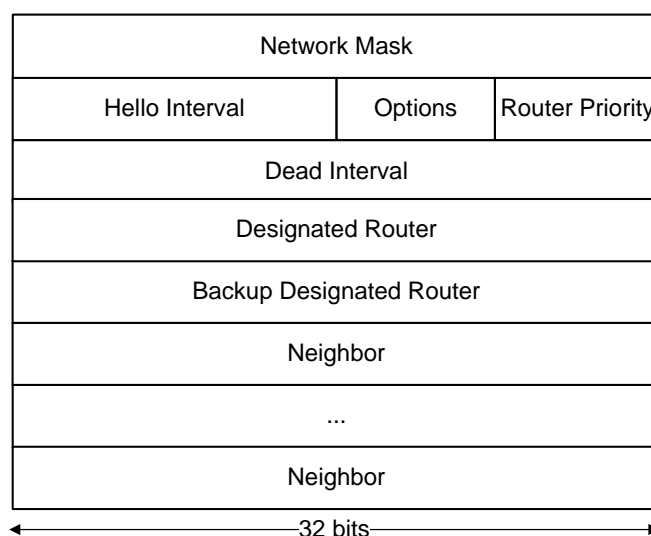 Network Mask
Hello Interval Options Router Priority
Dead Interval
Designated Router
Backup Designated Router
Neighbor
...
Neighbor
32 bits